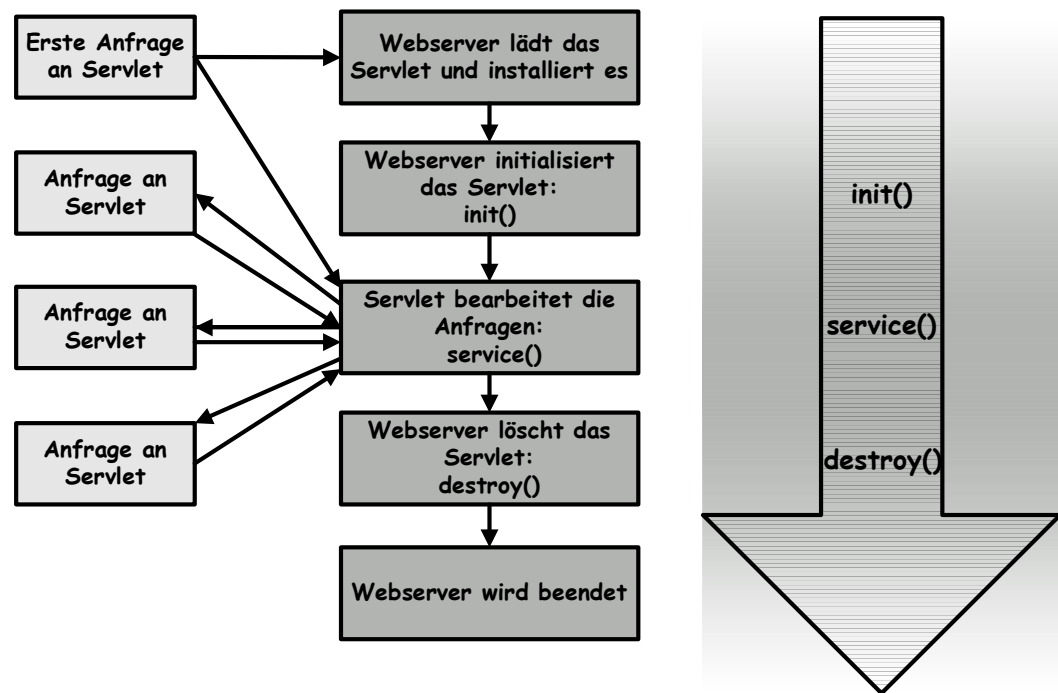 Erste Anfrage
an Servlet
Webserver lädt das
Servlet und installiert es
Anfrage an
Servlet
Webserver initialisiert
das Servlet:
init()
Anfrage an
Servlet
Servlet bearbeitet die
Anfragen:
service()
Anfrage an
Servlet
Webserver löscht das
Servlet:
destroy()
Webserver wird beendet
init()
service()
destroy()